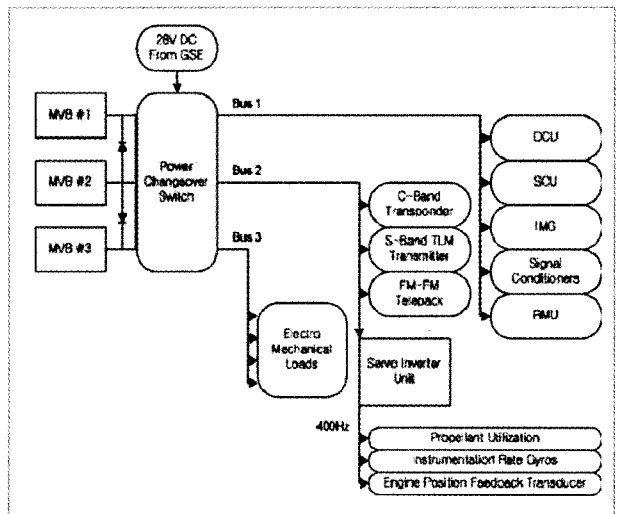 28V DC
From GSE
MVB #1
MVB #2
MVB #3
Power
Changeover
Switch
Bus 1
Bus 2
Bus 3
DCU
SCU
IMG
Signal
Conditioners
RMU
C-Band
Transponder
S-Band TLM
Transmitter
FM-FM
Telepack
Electro
Mechanical
Loads
Servo Inverter
Unit
400Hz
Propellant Utilization
Instrumentation Rate Gyros
Engine Position Feedback Transducer